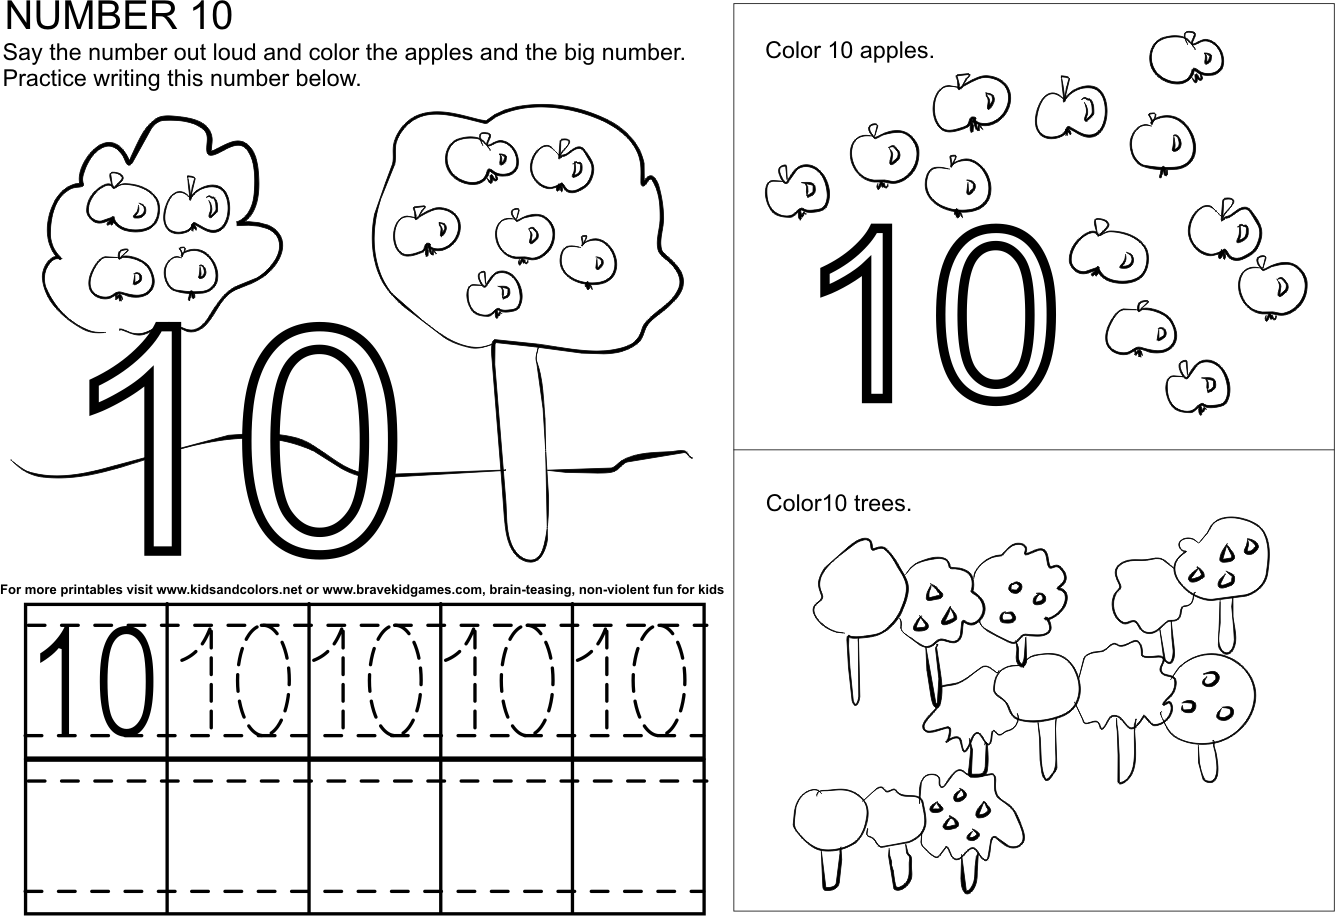 NUMBER 10
Say the number out loud and color the apples and the big number.
Practice writing this number below.
10
For more printables visit www.kidsandcolors.net or www.bravekidgames.com, brain-teasing, non-violent fun for kids
10 10 10 10 10
Color 10 apples.
10
Color10 trees.